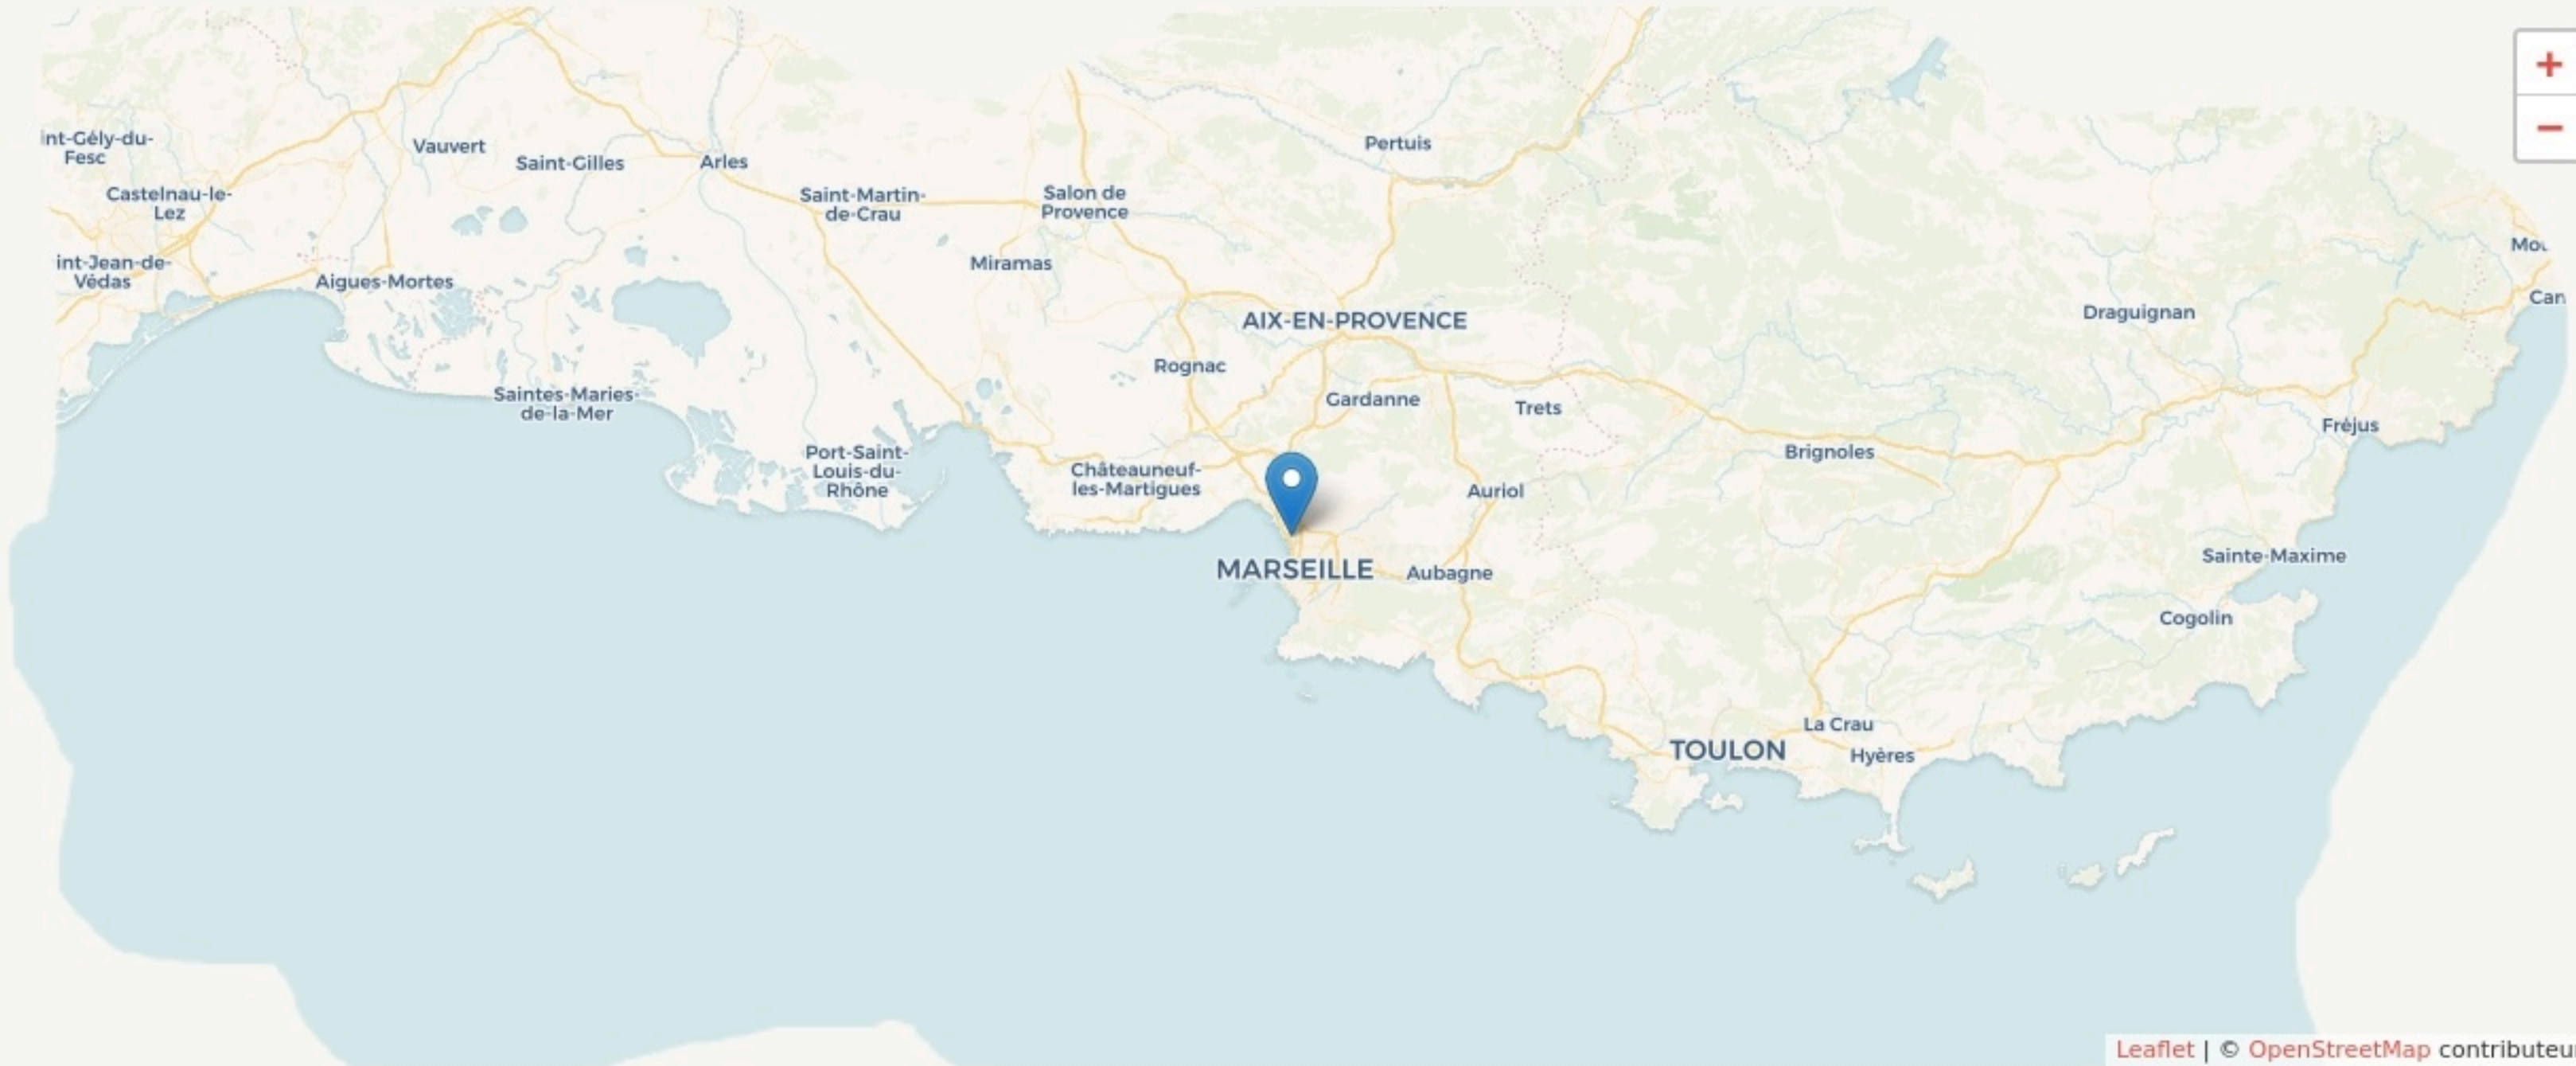 +
−
int-Gély-du-
Fesc
Vauvert
Saint-Gilles
Arles
Pertuis
Castelnau-le-
Lez
Saint-Martin-
de-Crau
Salon de
Provence
int-Jean-de-
Védas
Aigues-Mortes
Miramas
Mou
Can
AIX-EN-PROVENCE
Draguignan
Rognac
Saintes-Maries-
de-la-Mer
Gardanne
Trets
Fréjus
Brignoles
Port-Saint-
Louis-du-
Rhône
Châteauneuf-
les-Martigues
Auriol
MARSEILLE
Aubagne
Sainte-Maxime
Cogolin
La Crau
TOULON
Hyères
Leaflet | © OpenStreetMap contributeu